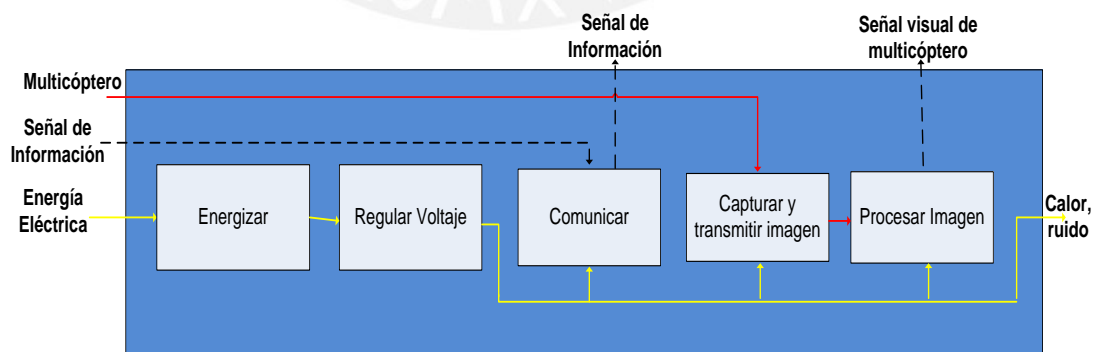 Señal de
Información
Señal visual de
multicóptero
Multicóptero
Señal de
Información
Energía
Eléctrica
Energizar
Regular Voltaje
Comunicar
Capturar y
transmitir imagen
Procesar Imagen
Calor,
ruido